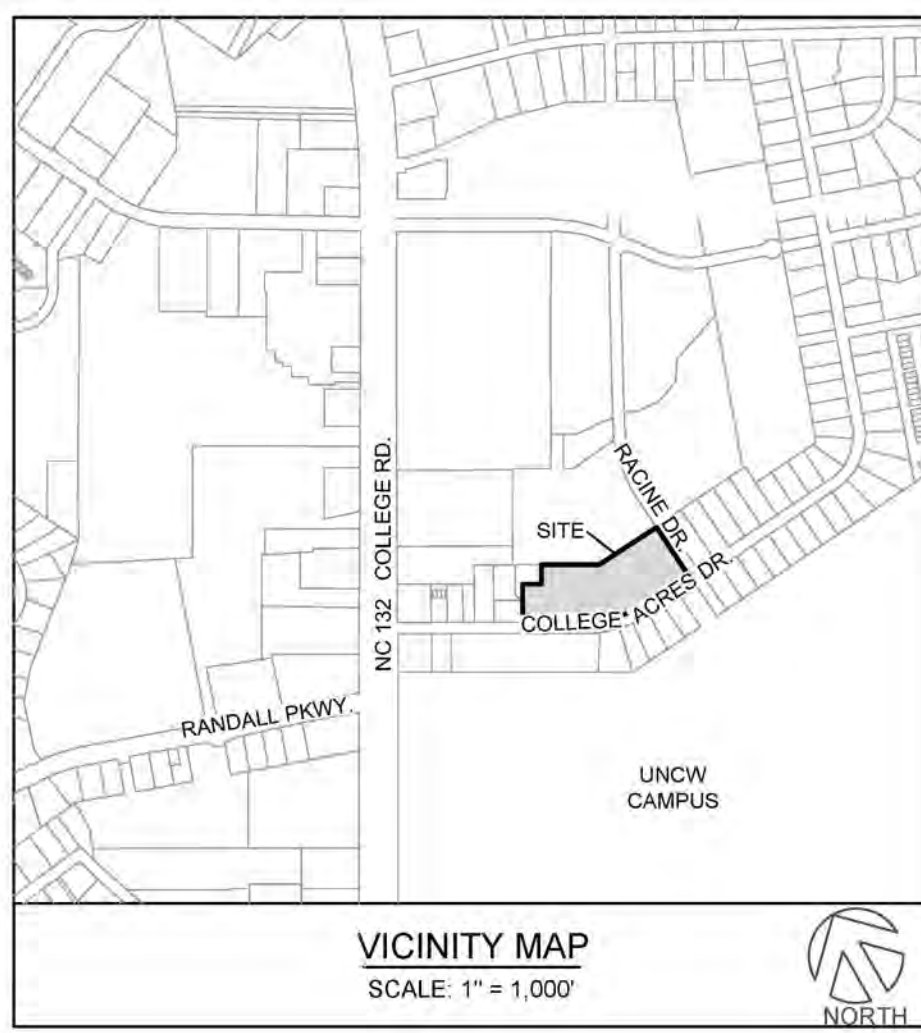 NC 132 COLLEGE RD.
RACINE DR.
SITE
COLLEGE ACRES DR.
RANDALL PKWY.
UNCW
CAMPUS
VICINITY MAP
SCALE: 1" = 1,000'
NORTH